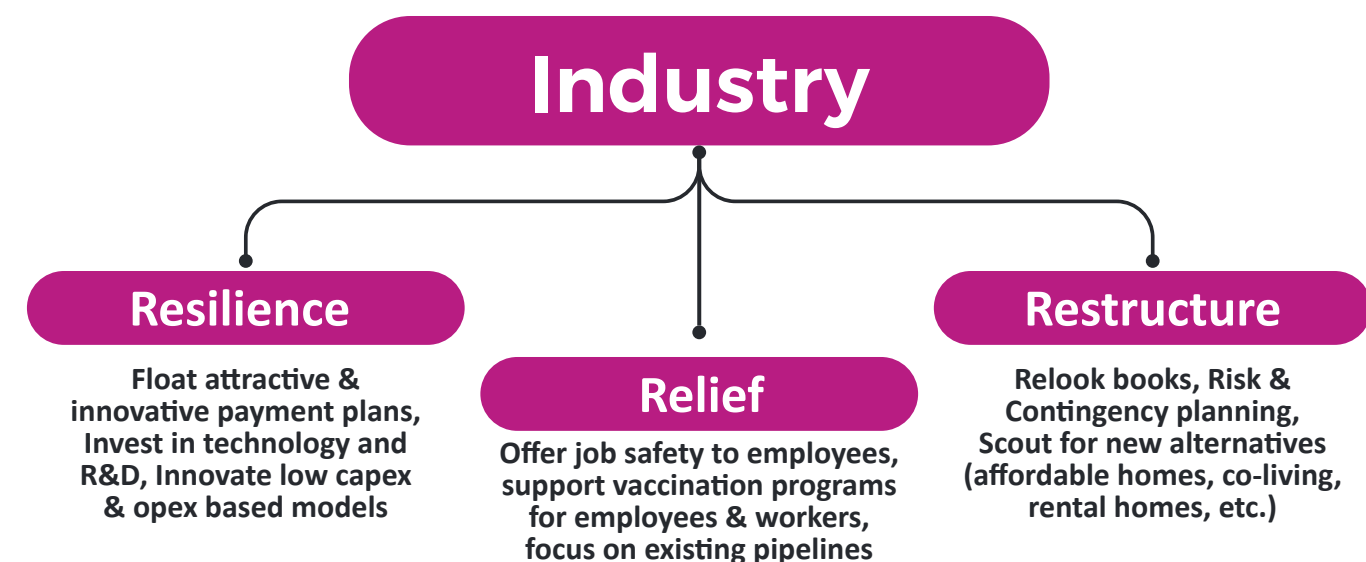 Industry
Resilience
Float attractive &
innovative payment plans,
Invest in technology and
R&D, Innovate low capex
& opex based models
Relief
Offer job safety to employees,
support vaccination programs
for employees & workers,
focus on existing pipelines
Restructure
Relook books, Risk &
Contingency planning,
Scout for new alternatives
(affordable homes, co-living,
rental homes, etc.)